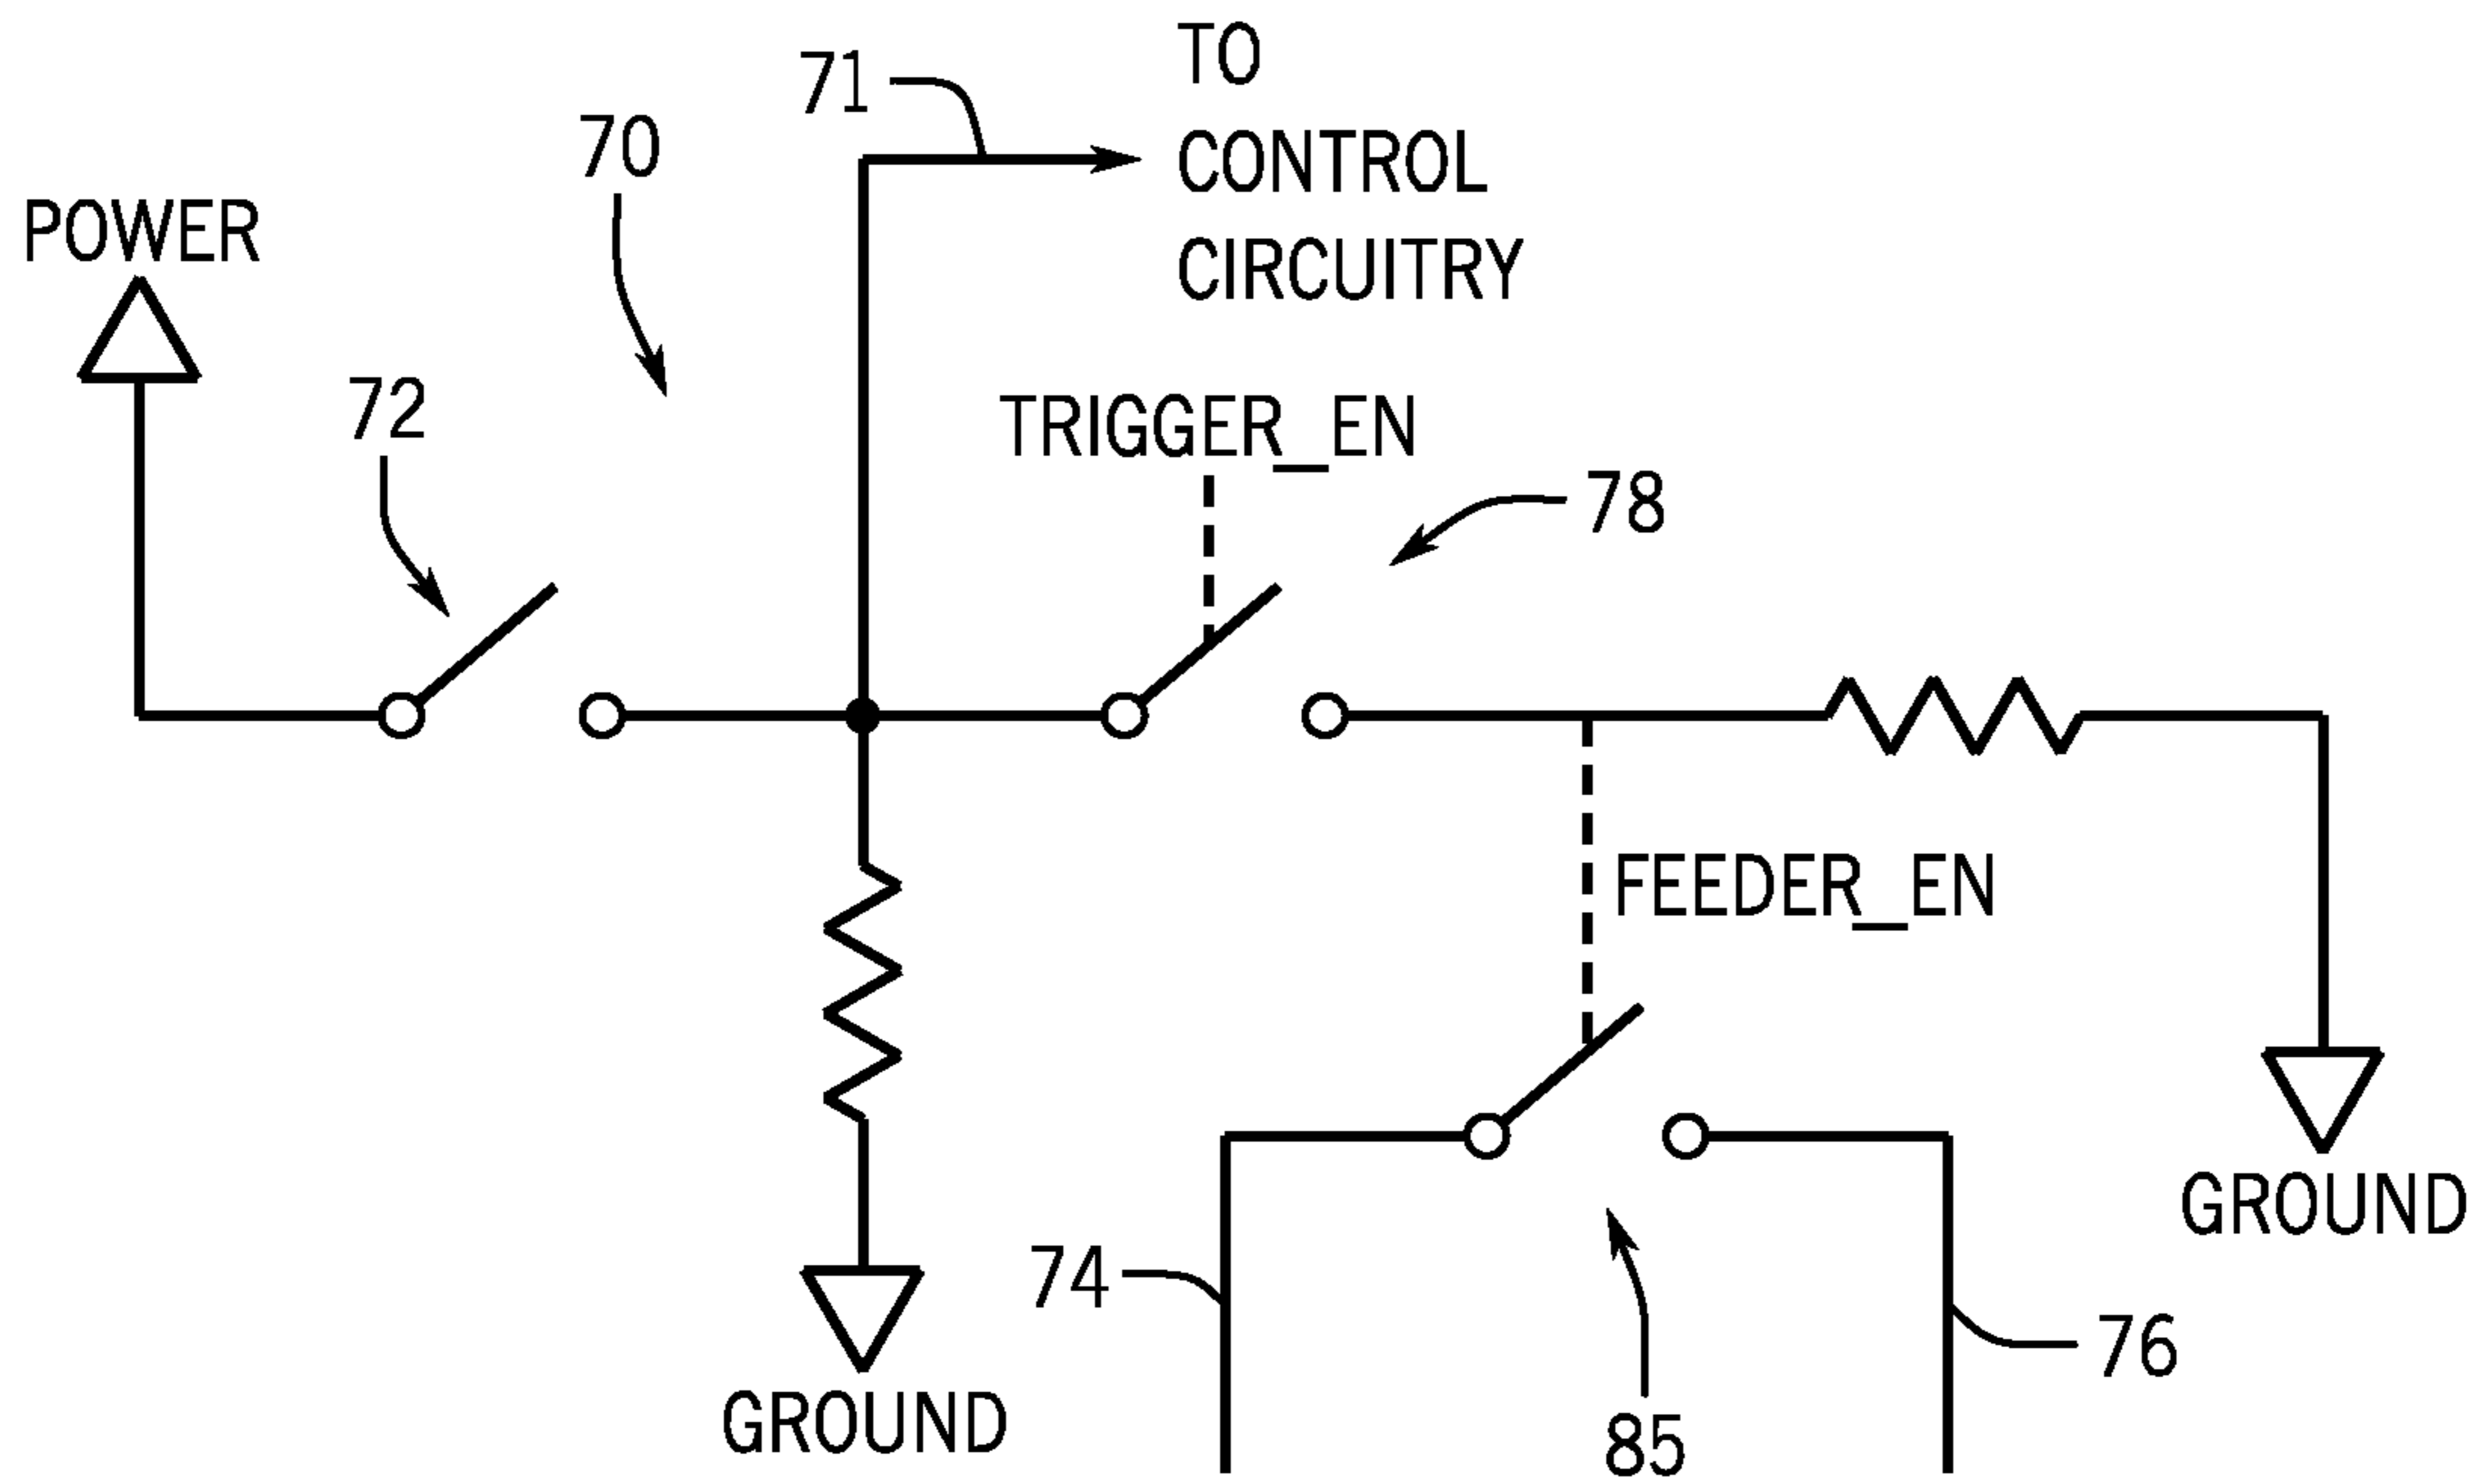 71
TO
CONTROL
CIRCUITRY
70
POWER
72
TRIGGER_EN
78
FEEDER_EN
74
76
GROUND
GROUND
85